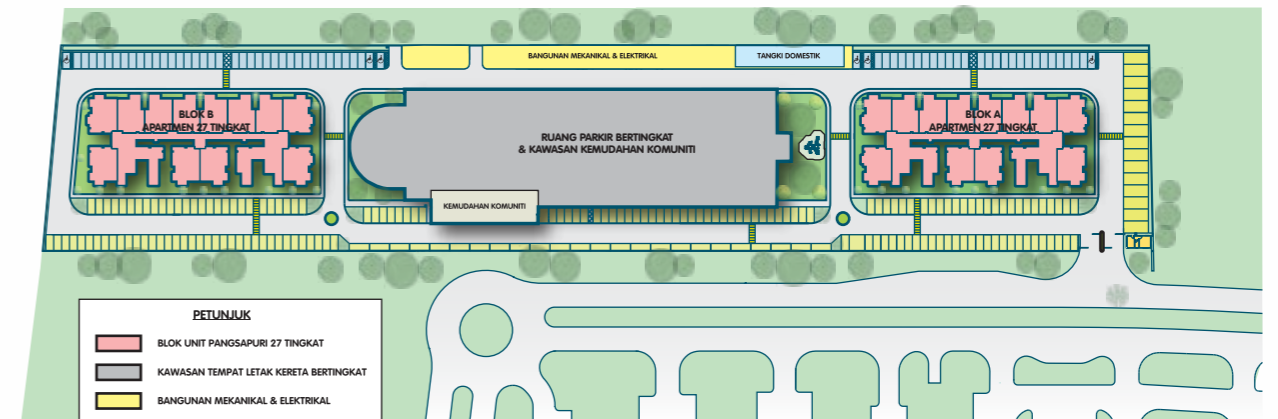 BANGUNAN MEKANIKAL & ELEKTRIKAL
TANGKI DOMESTIK
BLOK B
APARTMEN 27 TINGKAT
RUANG PARKIR BERTINGKAT
& KAWASAN KEMUDAHAN KOMUNITI
BLOK A
APARTMEN 27 TINGKAT
KEMUDAHAN KOMUNITI
PETUNJUK
BLOK UNIT PANGSAPURI 27 TINGKAT
KAWASAN TEMPAT LETAK KERETA BERTINGKAT
BANGUNAN MEKANIKAL & ELEKTRIKAL